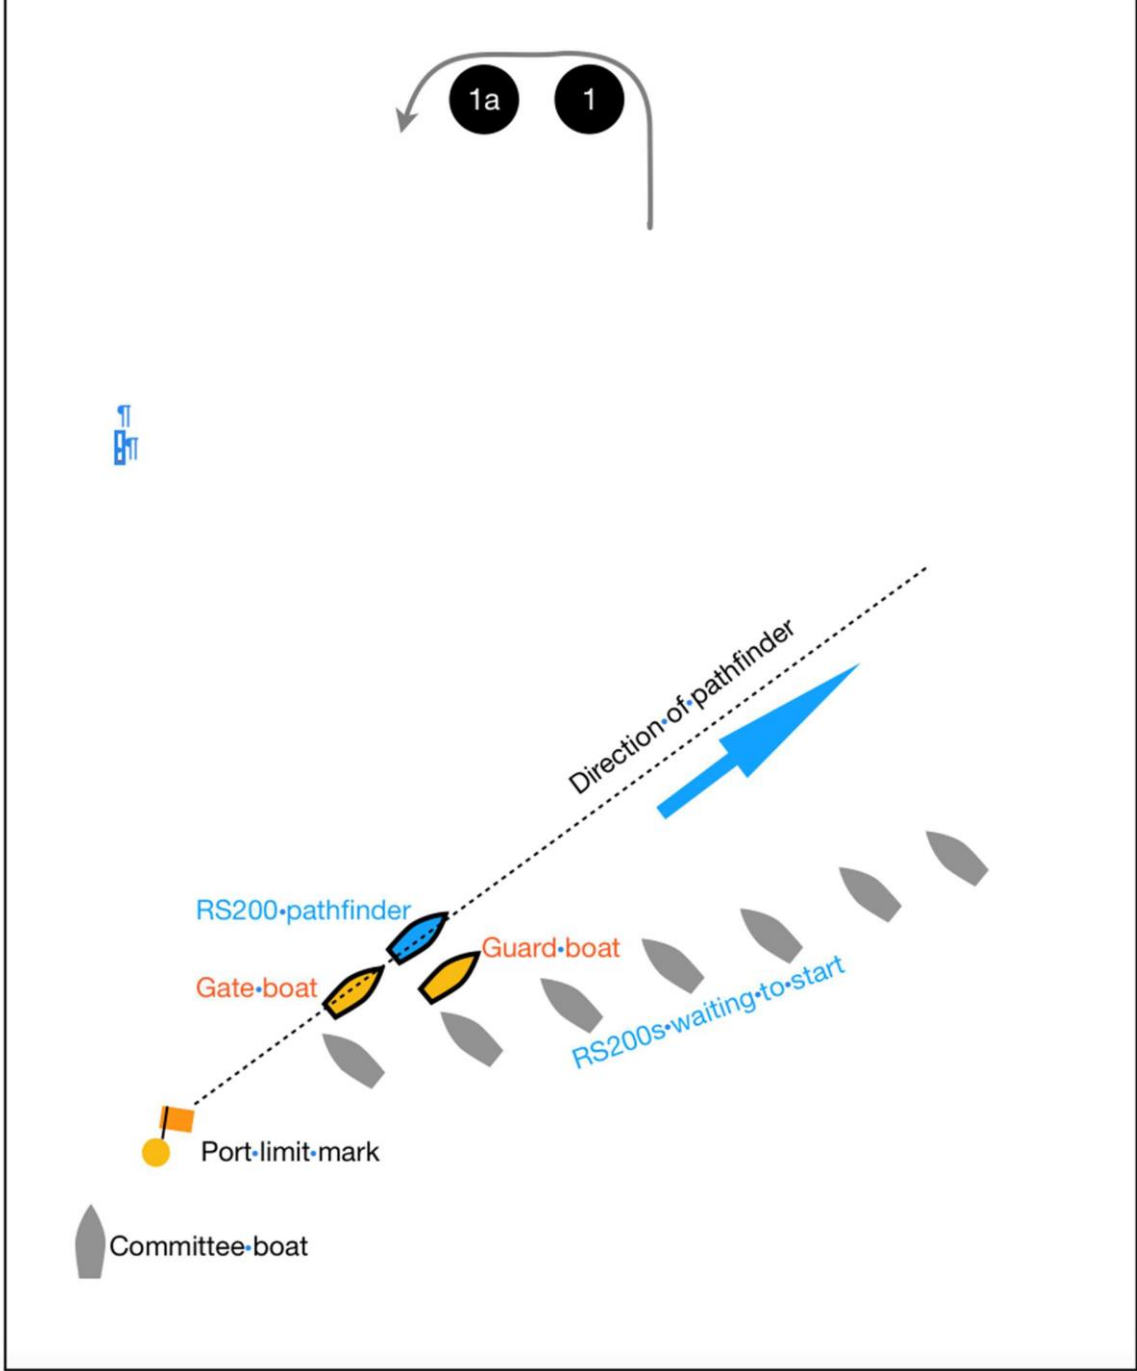 1a 1
¶
¶
Direction·of·pathfinder
RS200·pathfinder
Guard·boat
Gate·boat
RS200s·waiting·to·start
Port·limit·mark
Committee·boat